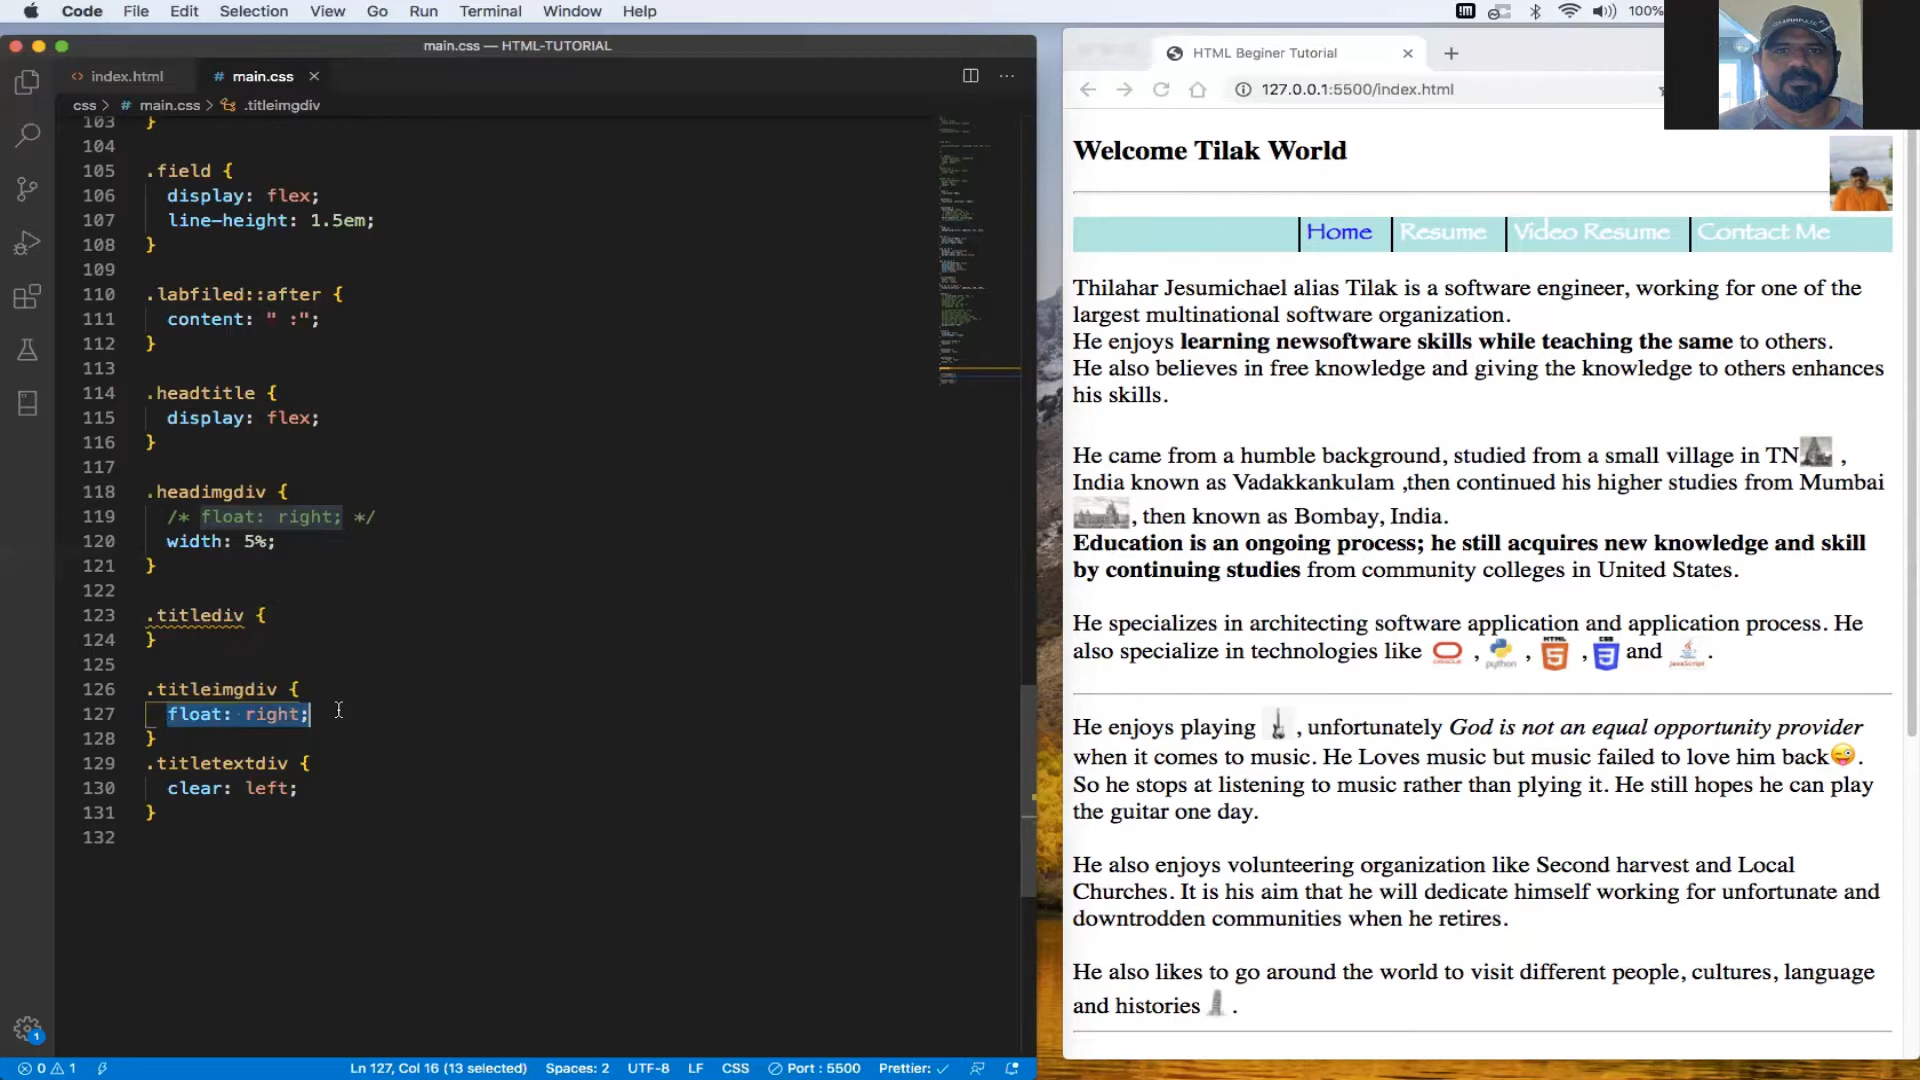 Code File Edit Selection View Go Run Terminal Window Help
100%
main.css — HTML-TUTORIAL
index.html
# main.css
css > # main.css > .titleimgdiv
103 }
104
105 .field {
106 display: flex;
107 line-height: 1.5em;
108 }
109
110 .labfiled::after {
111 content: " :";
112 }
113
114 .headtitle {
115 display: flex;
116 }
117
118 .headimgdiv {
119 /* float: right; */
120 width: 5%;
121 }
122
123 .titlediv {
124 }
125
126 .titleimgdiv {
127 float: right;
128 }
129 .titletextdiv {
130 clear: left;
131 }
132
1
0 1 Ln 127, Col 16 (13 selected) Spaces: 2 UTF-8 LF CSS Port : 5500 Prettier: ✓
HTML Beginer Tutorial
127.0.0.1:5500/index.html
Welcome Tilak World
Home Resume Video Resume Contact Me
Thilahar Jesumichael alias Tilak is a software engineer, working for one of the
largest multinational software organization.
He enjoys learning newsoftware skills while teaching the same to others.
He also believes in free knowledge and giving the knowledge to others enhances
his skills.
He came from a humble background, studied from a small village in TN ,
India known as Vadakkankulam ,then continued his higher studies from Mumbai
, then known as Bombay, India.
Education is an ongoing process; he still acquires new knowledge and skill
by continuing studies from community colleges in United States.
He specializes in architecting software application and application process. He
also specialize in technologies like , python , HTML 5 , CSS 3 and JavaScript .
He enjoys playing , unfortunately God is not an equal opportunity provider
when it comes to music. He Loves music but music failed to love him back😜.
So he stops at listening to music rather than plying it. He still hopes he can play
the guitar one day.
He also enjoys volunteering organization like Second harvest and Local
Churches. It is his aim that he will dedicate himself working for unfortunate and
downtrodden communities when he retires.
He also likes to go around the world to visit different people, cultures, language
and histories .